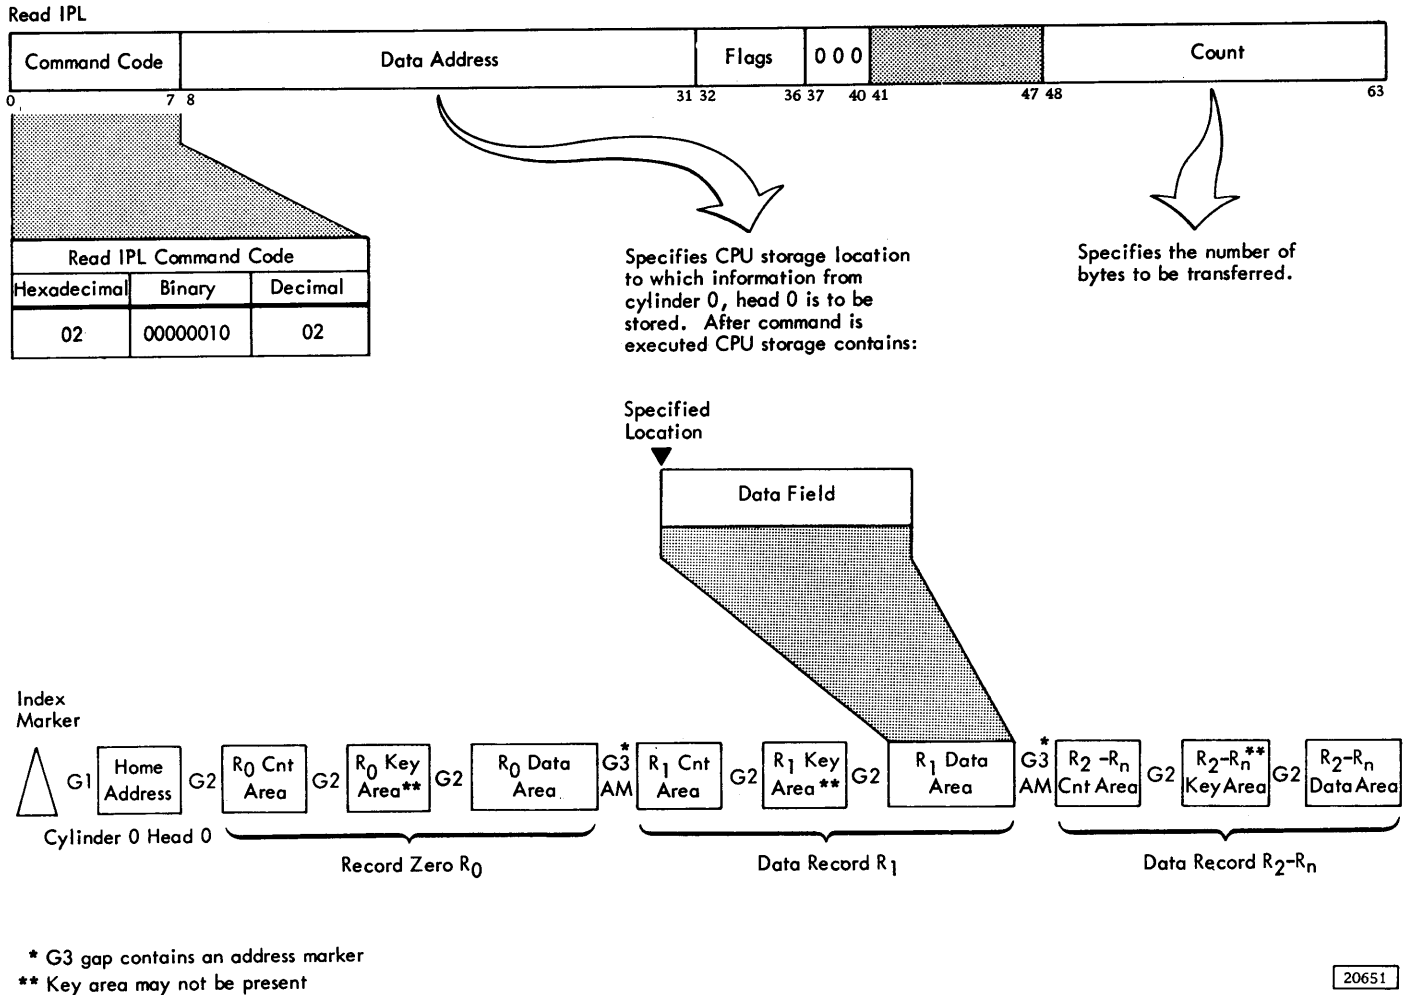 Read IPL
Command Code Data Address Flags 0 0 0 Count
0 7 8 31 32 36 37 40 41 47 48 63
Read IPL Command Code
Hexadecimal Binary Decimal
02 00000010 02
Specifies CPU storage location
to which information from
cylinder 0, head 0 is to be
stored. After command is
executed CPU storage contains:
Specifies the number of
bytes to be transferred.
Specified
Location
Data Field
Index
Marker
G1
Home
Address
G2
R0 Cnt
Area
G2
R0 Key
Area**
G2
R0 Data
Area
*
G3
AM
R1 Cnt
Area
G2
R1 Key
Area**
G2
R1 Data
Area
*
G3
AM
R2-Rn
Cnt Area
G2
R2-Rn**
Key Area
G2
R2-Rn
Data Area
Cylinder 0 Head 0
Record Zero R0
Data Record R1
Data Record R2-Rn
* G3 gap contains an address marker
** Key area may not be present
20651